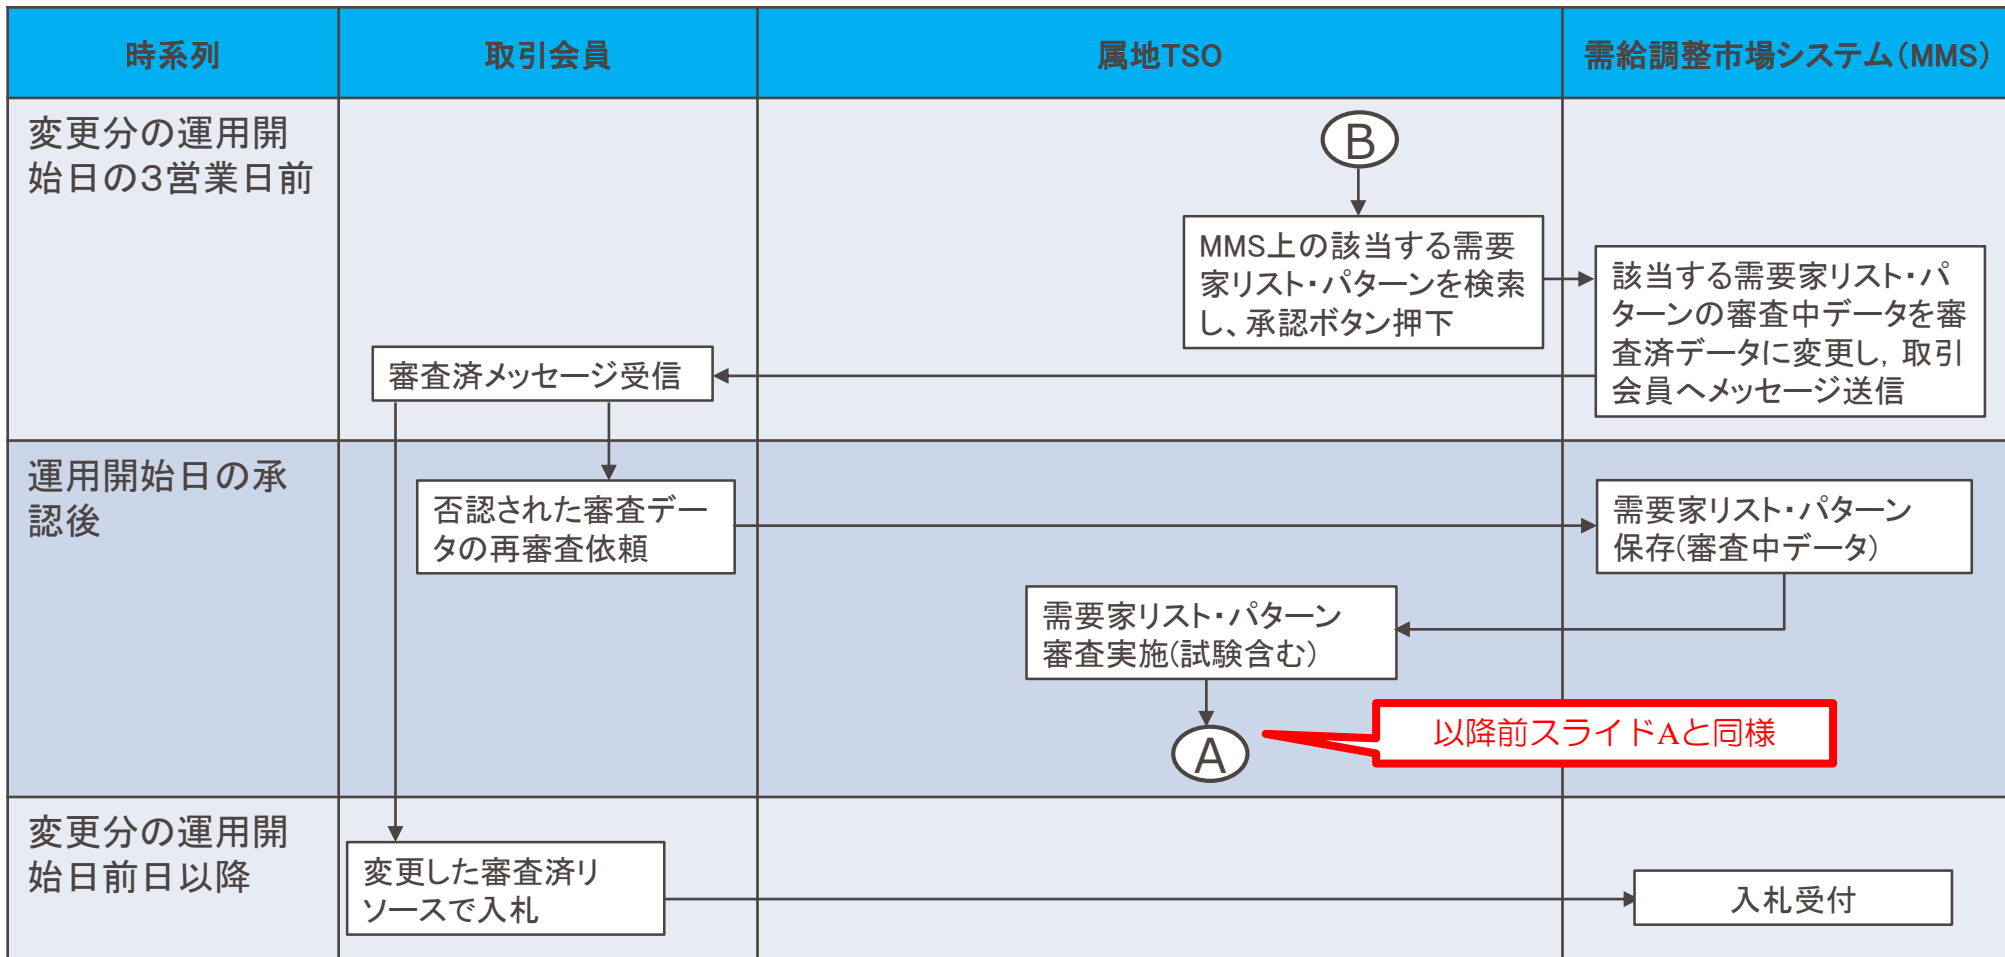 時系列
取引会員
属地TSO
需給調整市場システム(MMS)
変更分の運用開
始日の3営業日前
B
MMS上の該当する需要
家リスト・パターンを検索
し、承認ボタン押下
該当する需要家リスト・パ
ターンの審査中データを審
査済データに変更し，取引
会員へメッセージ送信
審査済メッセージ受信
運用開始日の承
認後
否認された審査デー
タの再審査依頼
需要家リスト・パターン
保存(審査中データ)
需要家リスト・パターン
審査実施(試験含む)
A
以降前スライドAと同様
変更分の運用開
始日前日以降
変更した審査済リ
ソースで入札
入札受付